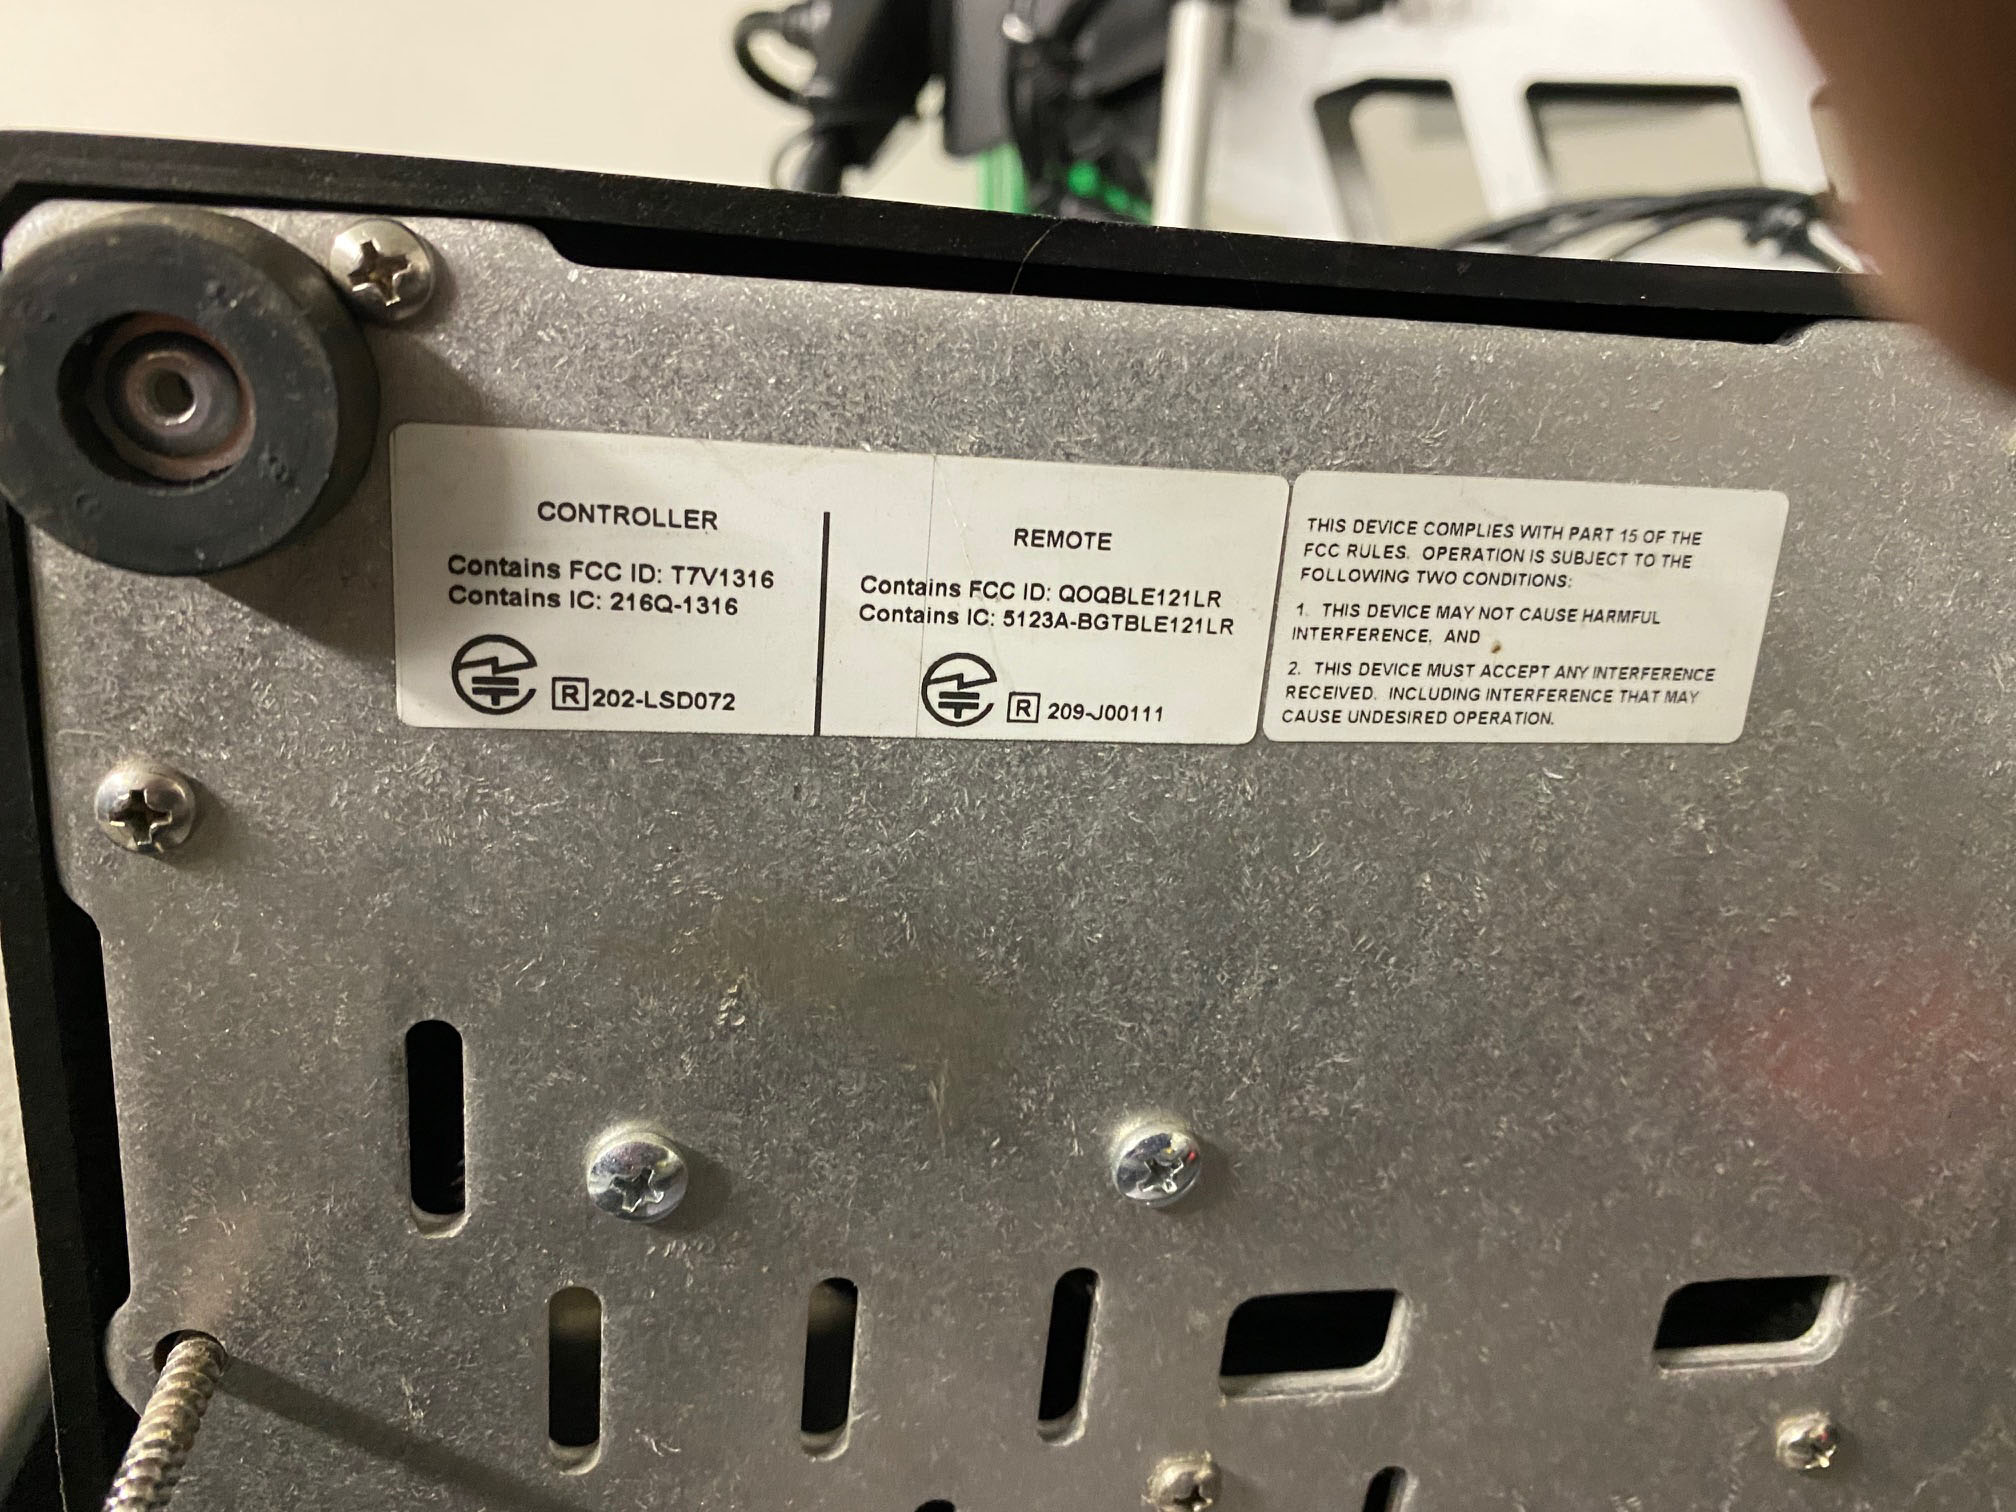 CONTROLLER
Contains FCC ID: T7V1316
Contains IC: 216Q-1316
R 202-LSD072
REMOTE
Contains FCC ID: QOQBLE121LR
Contains IC: 5123A-BGTBLE121LR
R 209-J00111
THIS DEVICE COMPLIES WITH PART 15 OF THE
FCC RULES. OPERATION IS SUBJECT TO THE
FOLLOWING TWO CONDITIONS:
1. THIS DEVICE MAY NOT CAUSE HARMFUL
INTERFERENCE, AND
2. THIS DEVICE MUST ACCEPT ANY INTERFERENCE
RECEIVED. INCLUDING INTERFERENCE THAT MAY
CAUSE UNDESIRED OPERATION.